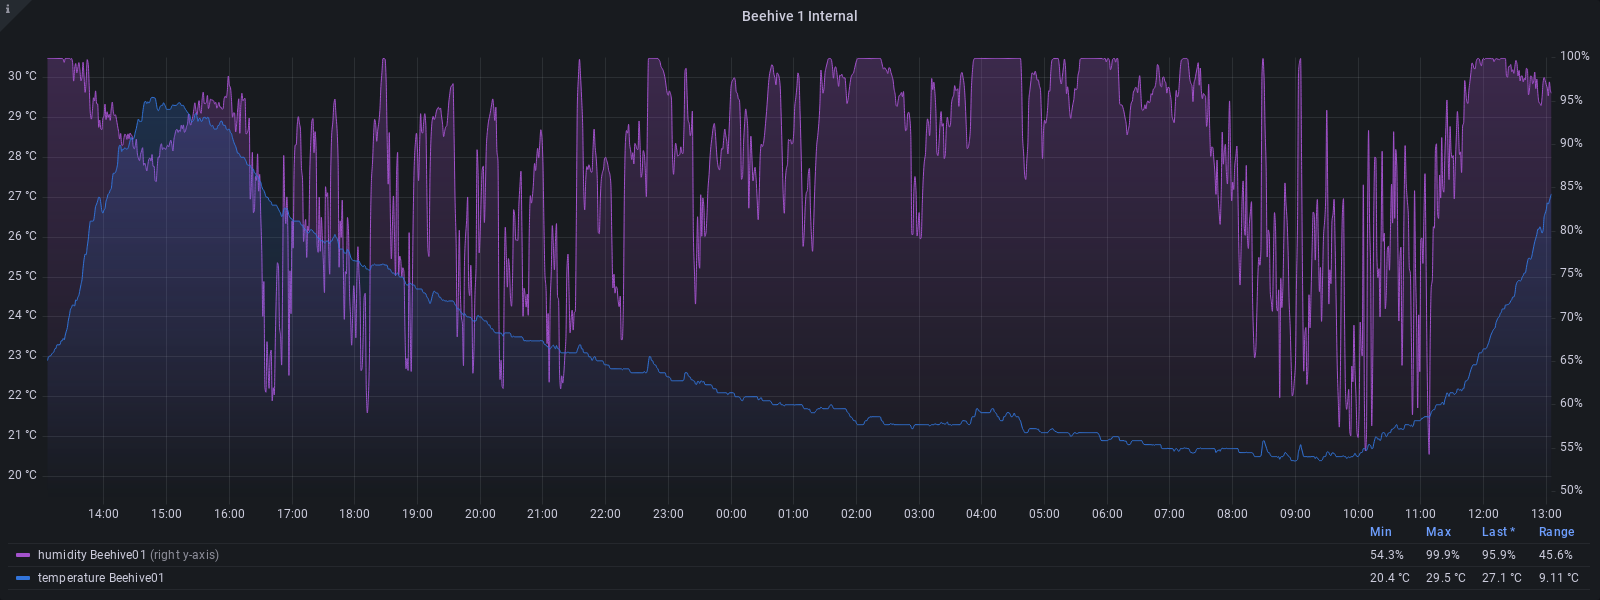 i
Beehive 1 Internal
30 °C
29 °C
28 °C
27 °C
26 °C
25 °C
24 °C
23 °C
22 °C
21 °C
20 °C
100%
95%
90%
85%
80%
75%
70%
65%
60%
55%
50%
14:00 15:00 16:00 17:00 18:00 19:00 20:00 21:00 22:00 23:00 00:00 01:00 02:00 03:00 04:00 05:00 06:00 07:00 08:00 09:00 10:00 11:00 12:00 13:00
Min Max Last * Range
humidity Beehive01 (right y-axis) 54.3% 99.9% 95.9% 45.6%
temperature Beehive01 20.4 °C 29.5 °C 27.1 °C 9.11 °C